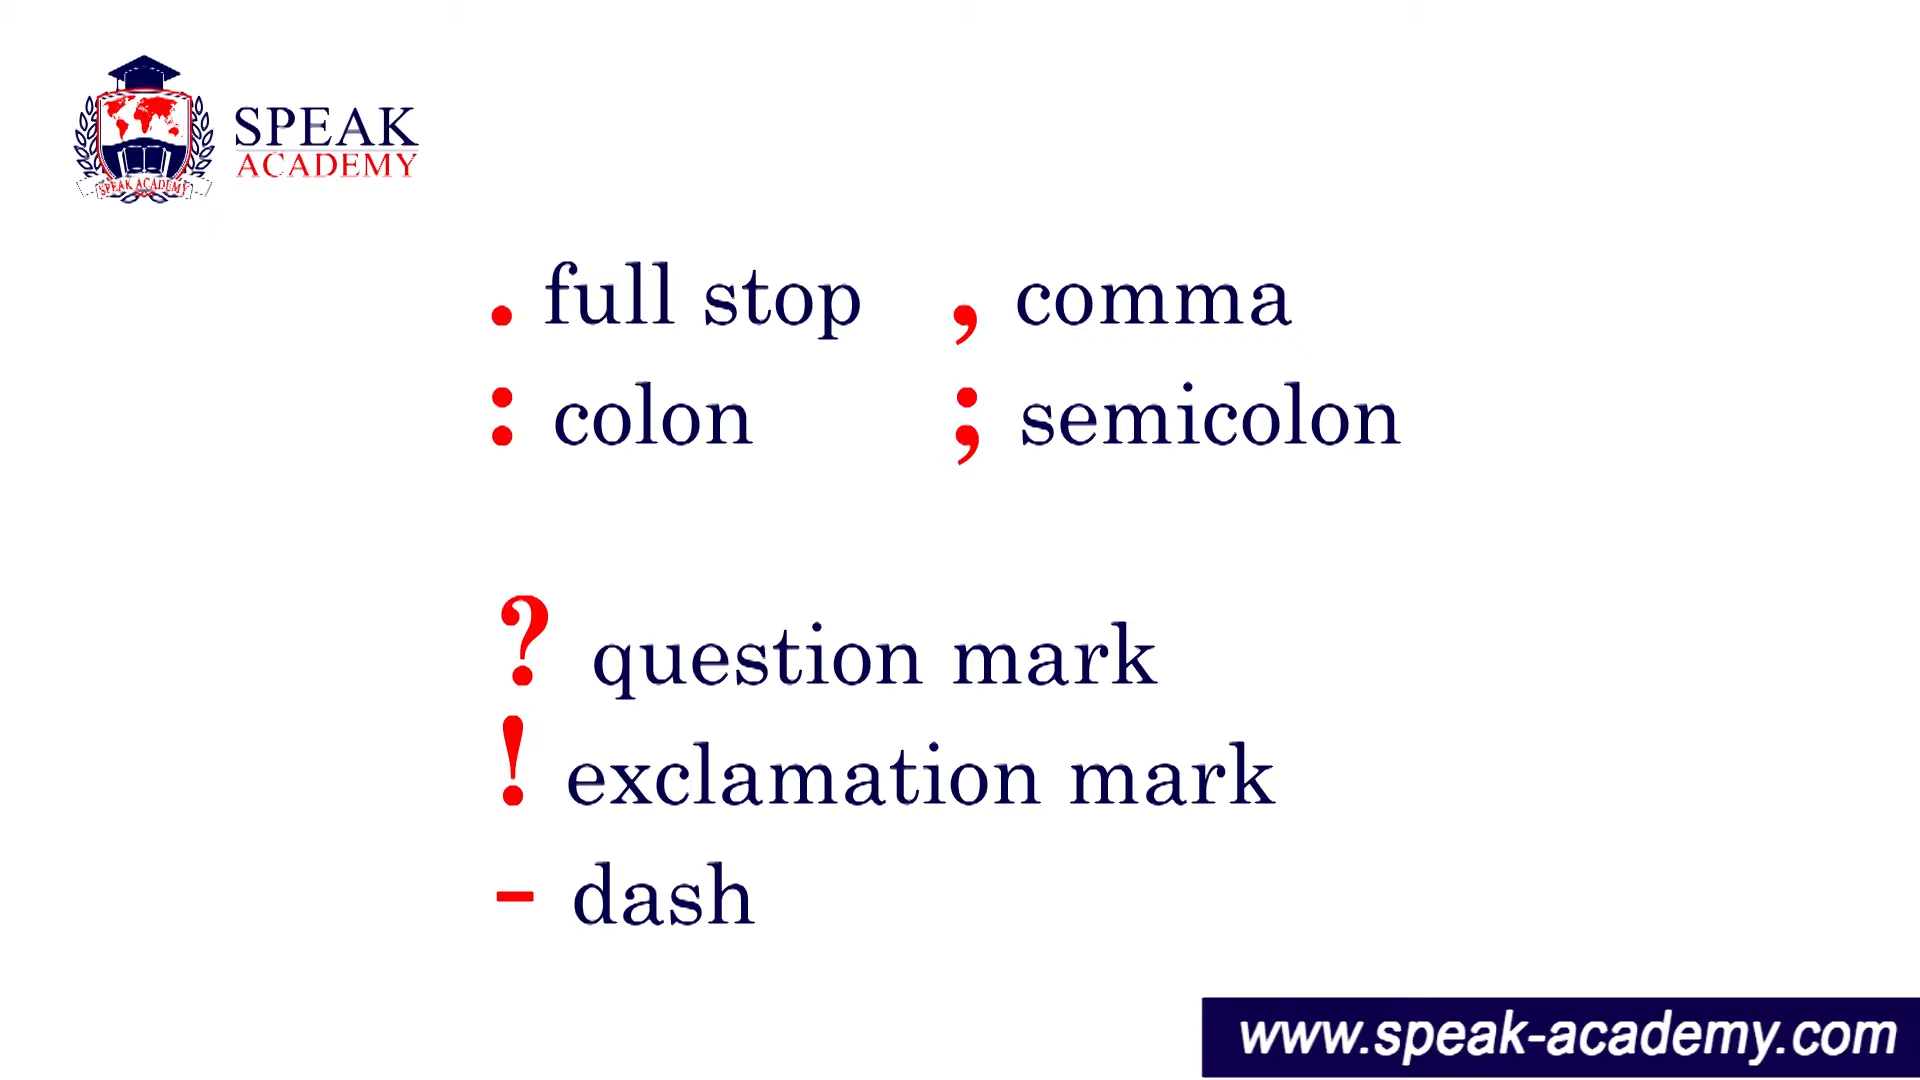 SPEAK
ACADEMY
SPEAK ACADEMY
. full stop , comma
: colon ; semicolon
? question mark
! exclamation mark
- dash
www.speak-academy.com